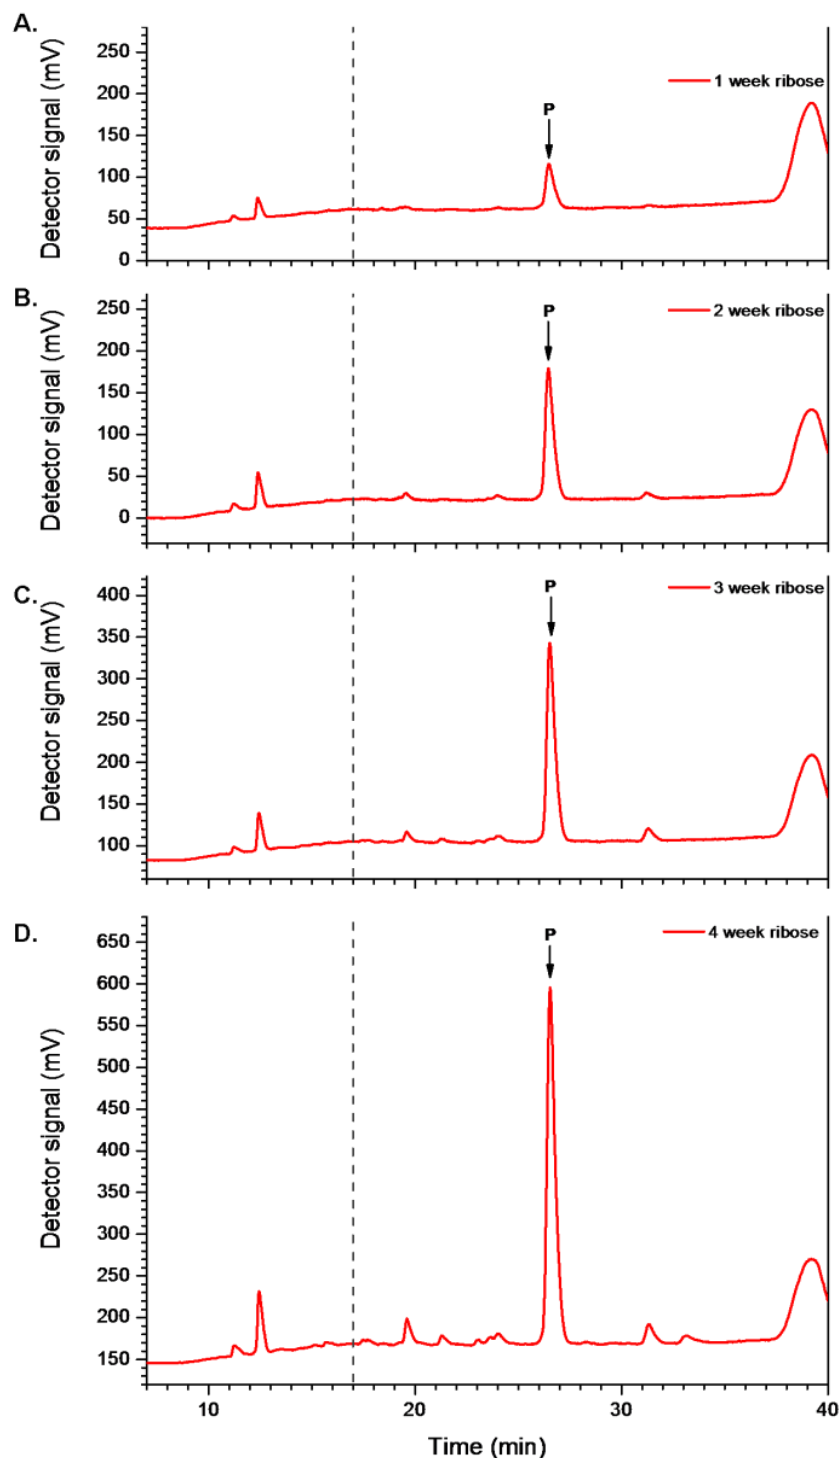 A.
Detector signal (mV)
250
200
150
100
50
0
1 week ribose
P
B.
Detector signal (mV)
250
200
150
100
50
0
2 week ribose
P
C.
Detector signal (mV)
400
350
300
250
200
150
100
3 week ribose
P
D.
Detector signal (mV)
650
600
550
500
450
400
350
300
250
200
150
4 week ribose
P
10 20 30 40
Time (min)